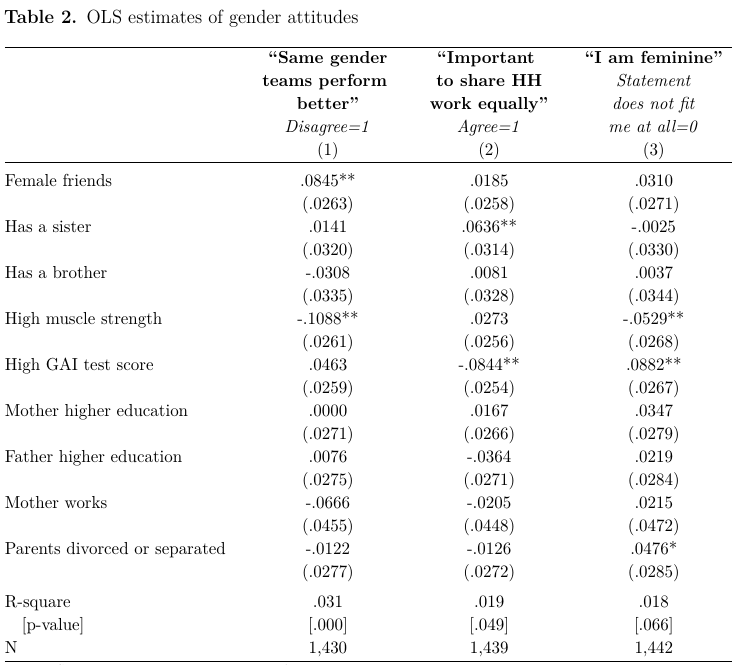 Table 2. OLS estimates of gender attitudes
“Same gender “Important “I am feminine”
teams perform to share HH Statement
better” work equally” does not fit
Disagree=1 Agree=1 me at all=0
(1) (2) (3)
Female friends .0845** .0185 .0310
(.0263) (.0258) (.0271)
Has a sister .0141 .0636** -.0025
(.0320) (.0314) (.0330)
Has a brother -.0308 .0081 .0037
(.0335) (.0328) (.0344)
High muscle strength -.1088** .0273 -.0529**
(.0261) (.0256) (.0268)
High GAI test score .0463 -.0844** .0882**
(.0259) (.0254) (.0267)
Mother higher education .0000 .0167 .0347
(.0271) (.0266) (.0279)
Father higher education .0076 -.0364 .0219
(.0275) (.0271) (.0284)
Mother works -.0666 -.0205 .0215
(.0455) (.0448) (.0472)
Parents divorced or separated -.0122 -.0126 .0476*
(.0277) (.0272) (.0285)
R-square .031 .019 .018
[p-value] [.000] [.049] [.066]
N 1,430 1,439 1,442